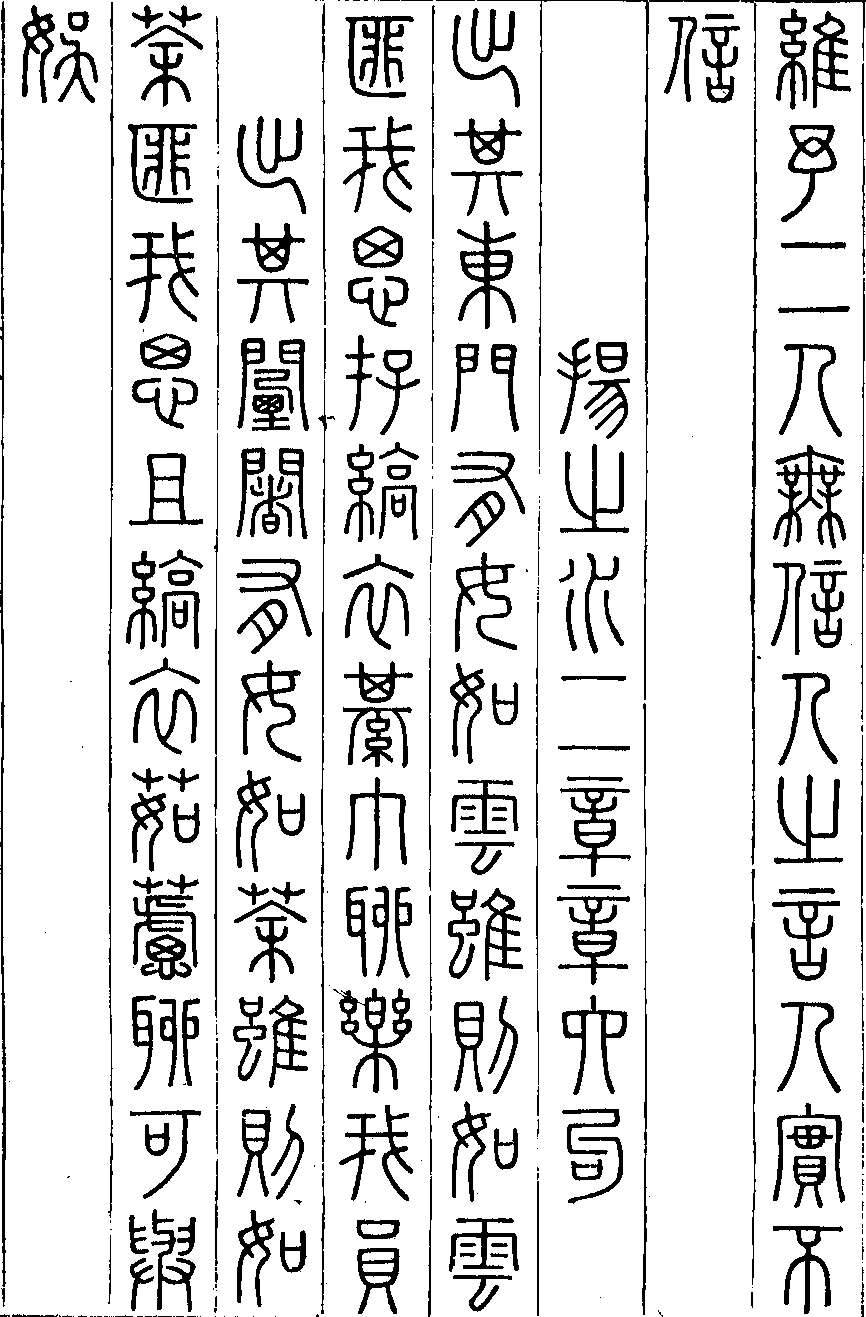 維予二人無信人之言人實不
信
揚之水二章章六句
出其東門有女如雲雖則如雲
匪我思存縞衣綦巾聊樂我員
出其闉闍有女如荼雖則如
荼匪我思且縞衣茹藘聊可與
娛